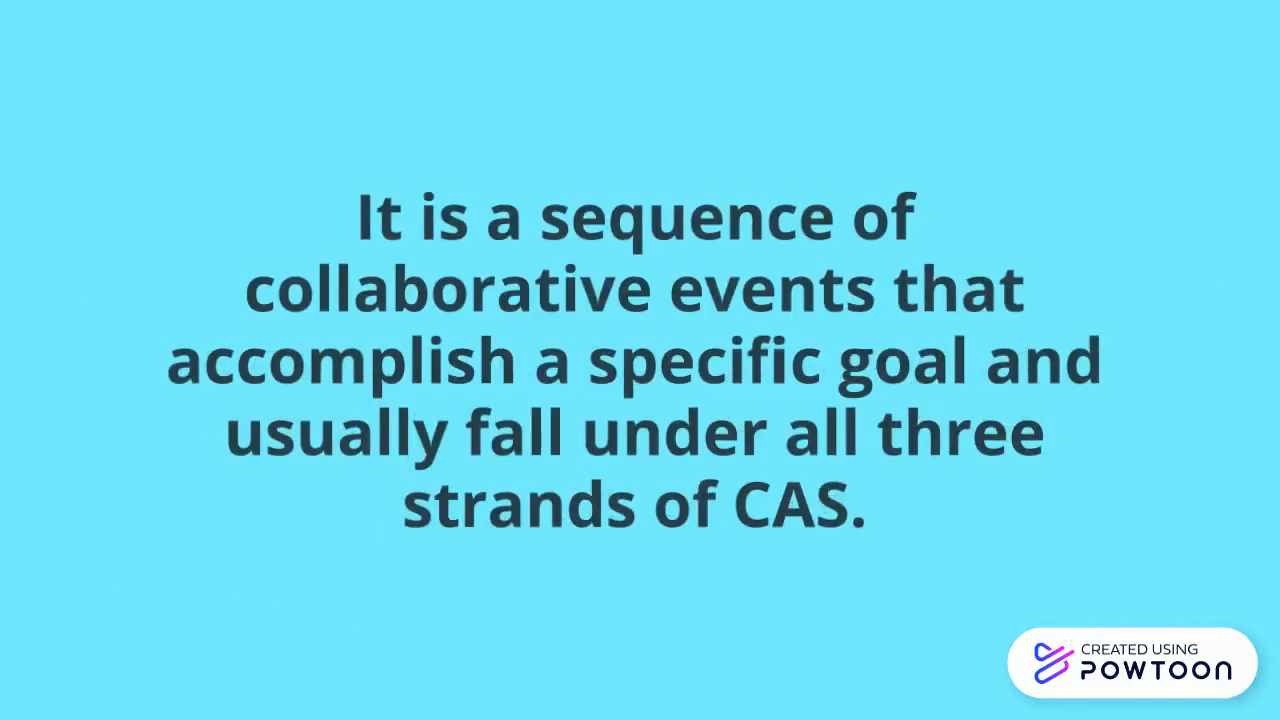 It is a sequence of
collaborative events that
accomplish a specific goal and
usually fall under all three
strands of CAS.
CREATED USING
POWTOON